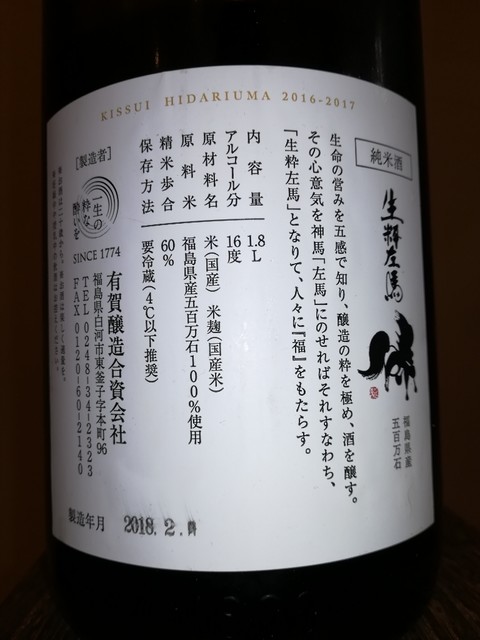 KISSUI HIDARIUMA 2016-2017
純米酒
生粋左馬
福島県産
五百万石
生命の営みを五感で知り、醸造の粋を極め、酒を醸す。
その心意気を神馬「左馬」にのせればそれすなわち、
「生粋左馬」となりて、人々に『福』をもたらす。
内容量 1.8L
アルコール分 16度
原材料名 米(国産) 米麹(国産米)
原料米 福島県産五百万石100%使用
精米歩合 60%
保存方法 要冷蔵(4℃以下推奨)
[製造者]
一生の
粋な
酔いを
SINCE 1774
有賀醸造合資会社
福島県白河市東釜子字本町96
TEL 0248-34-2323
FAX 0120-60-2140
製造年月 2018.2.